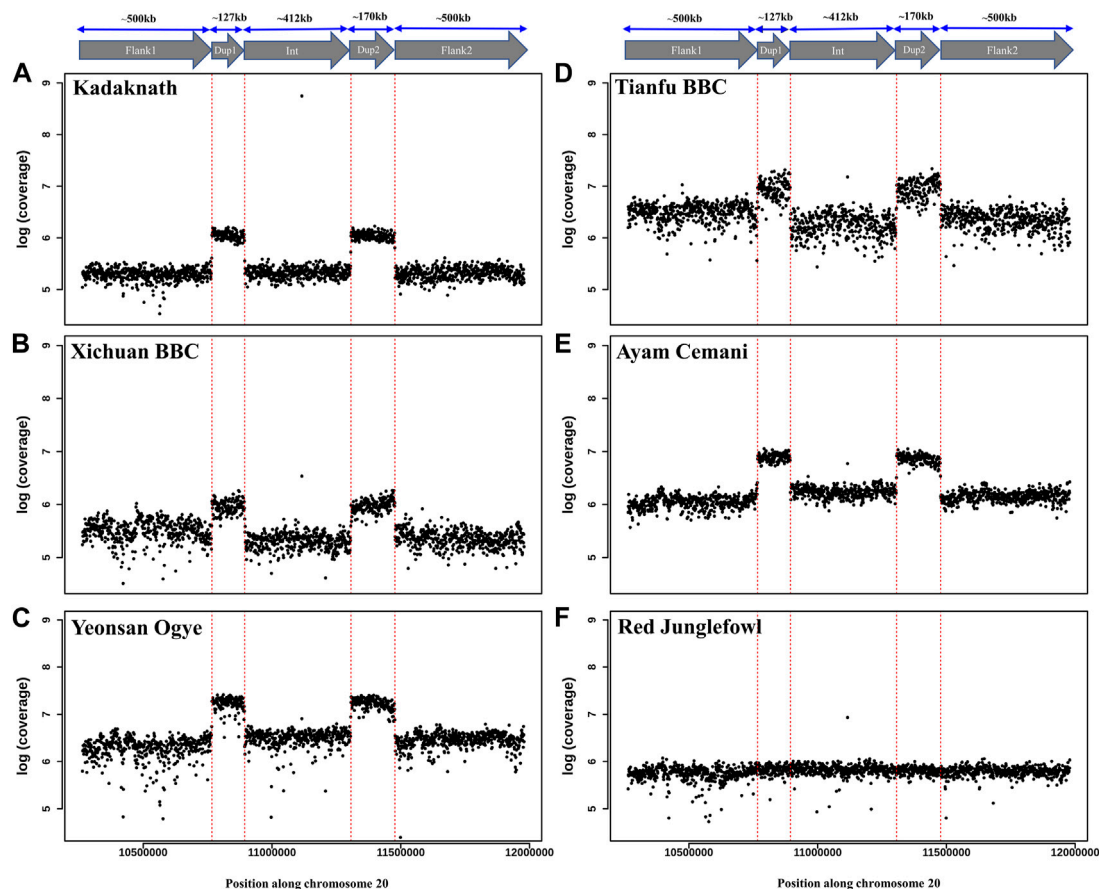 ~500kb ~127kb ~412kb ~170kb ~500kb
Flank1 Dup1 Int Dup2 Flank2
A
Kadaknath
9
8
7
6
5
log (coverage)
B
Xichuan BBC
9
8
7
6
5
log (coverage)
C
Yeonsan Ogye
9
8
7
6
5
log (coverage)
10500000 11000000 11500000 12000000
Position along chromosome 20
~500kb ~127kb ~412kb ~170kb ~500kb
Flank1 Dup1 Int Dup2 Flank2
D
Tianfu BBC
9
8
7
6
5
log (coverage)
E
Ayam Cemani
9
8
7
6
5
log (coverage)
F
Red Junglefowl
9
8
7
6
5
log (coverage)
10500000 11000000 11500000 12000000
Position along chromosome 20